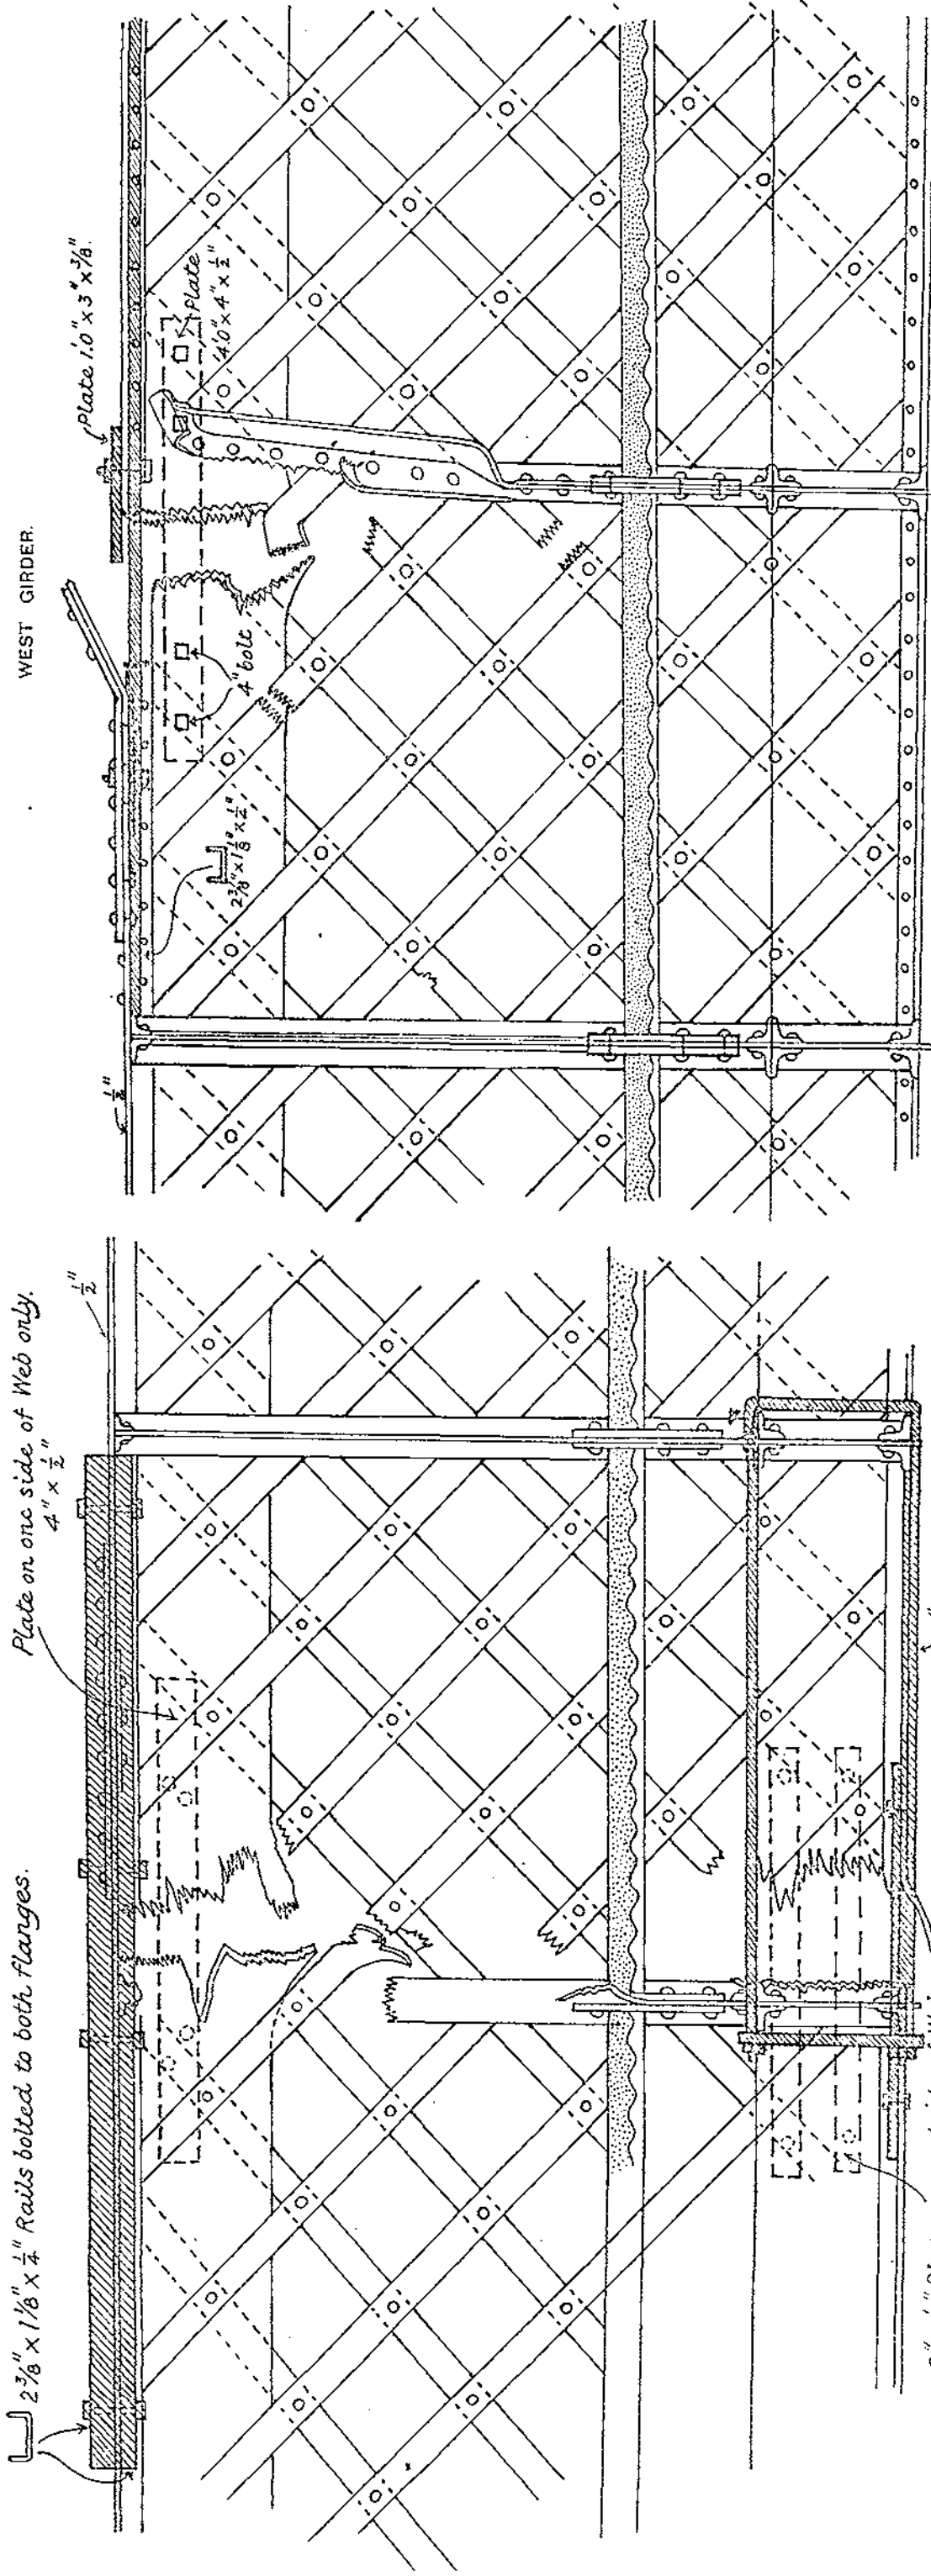 WEST GIRDER.
Plate 1'.0" x 3" x 3/8"
Plate
4'.0" x 4" x 1/2"
4" bolt
2 3/8" x 1 1/8" x 1/2"
1/2"
1/2"
Plate on one side of Web only.
4" x 1/2"
2 3/8" x 1 1/8" x 1/4" Rails bolted to both flanges.